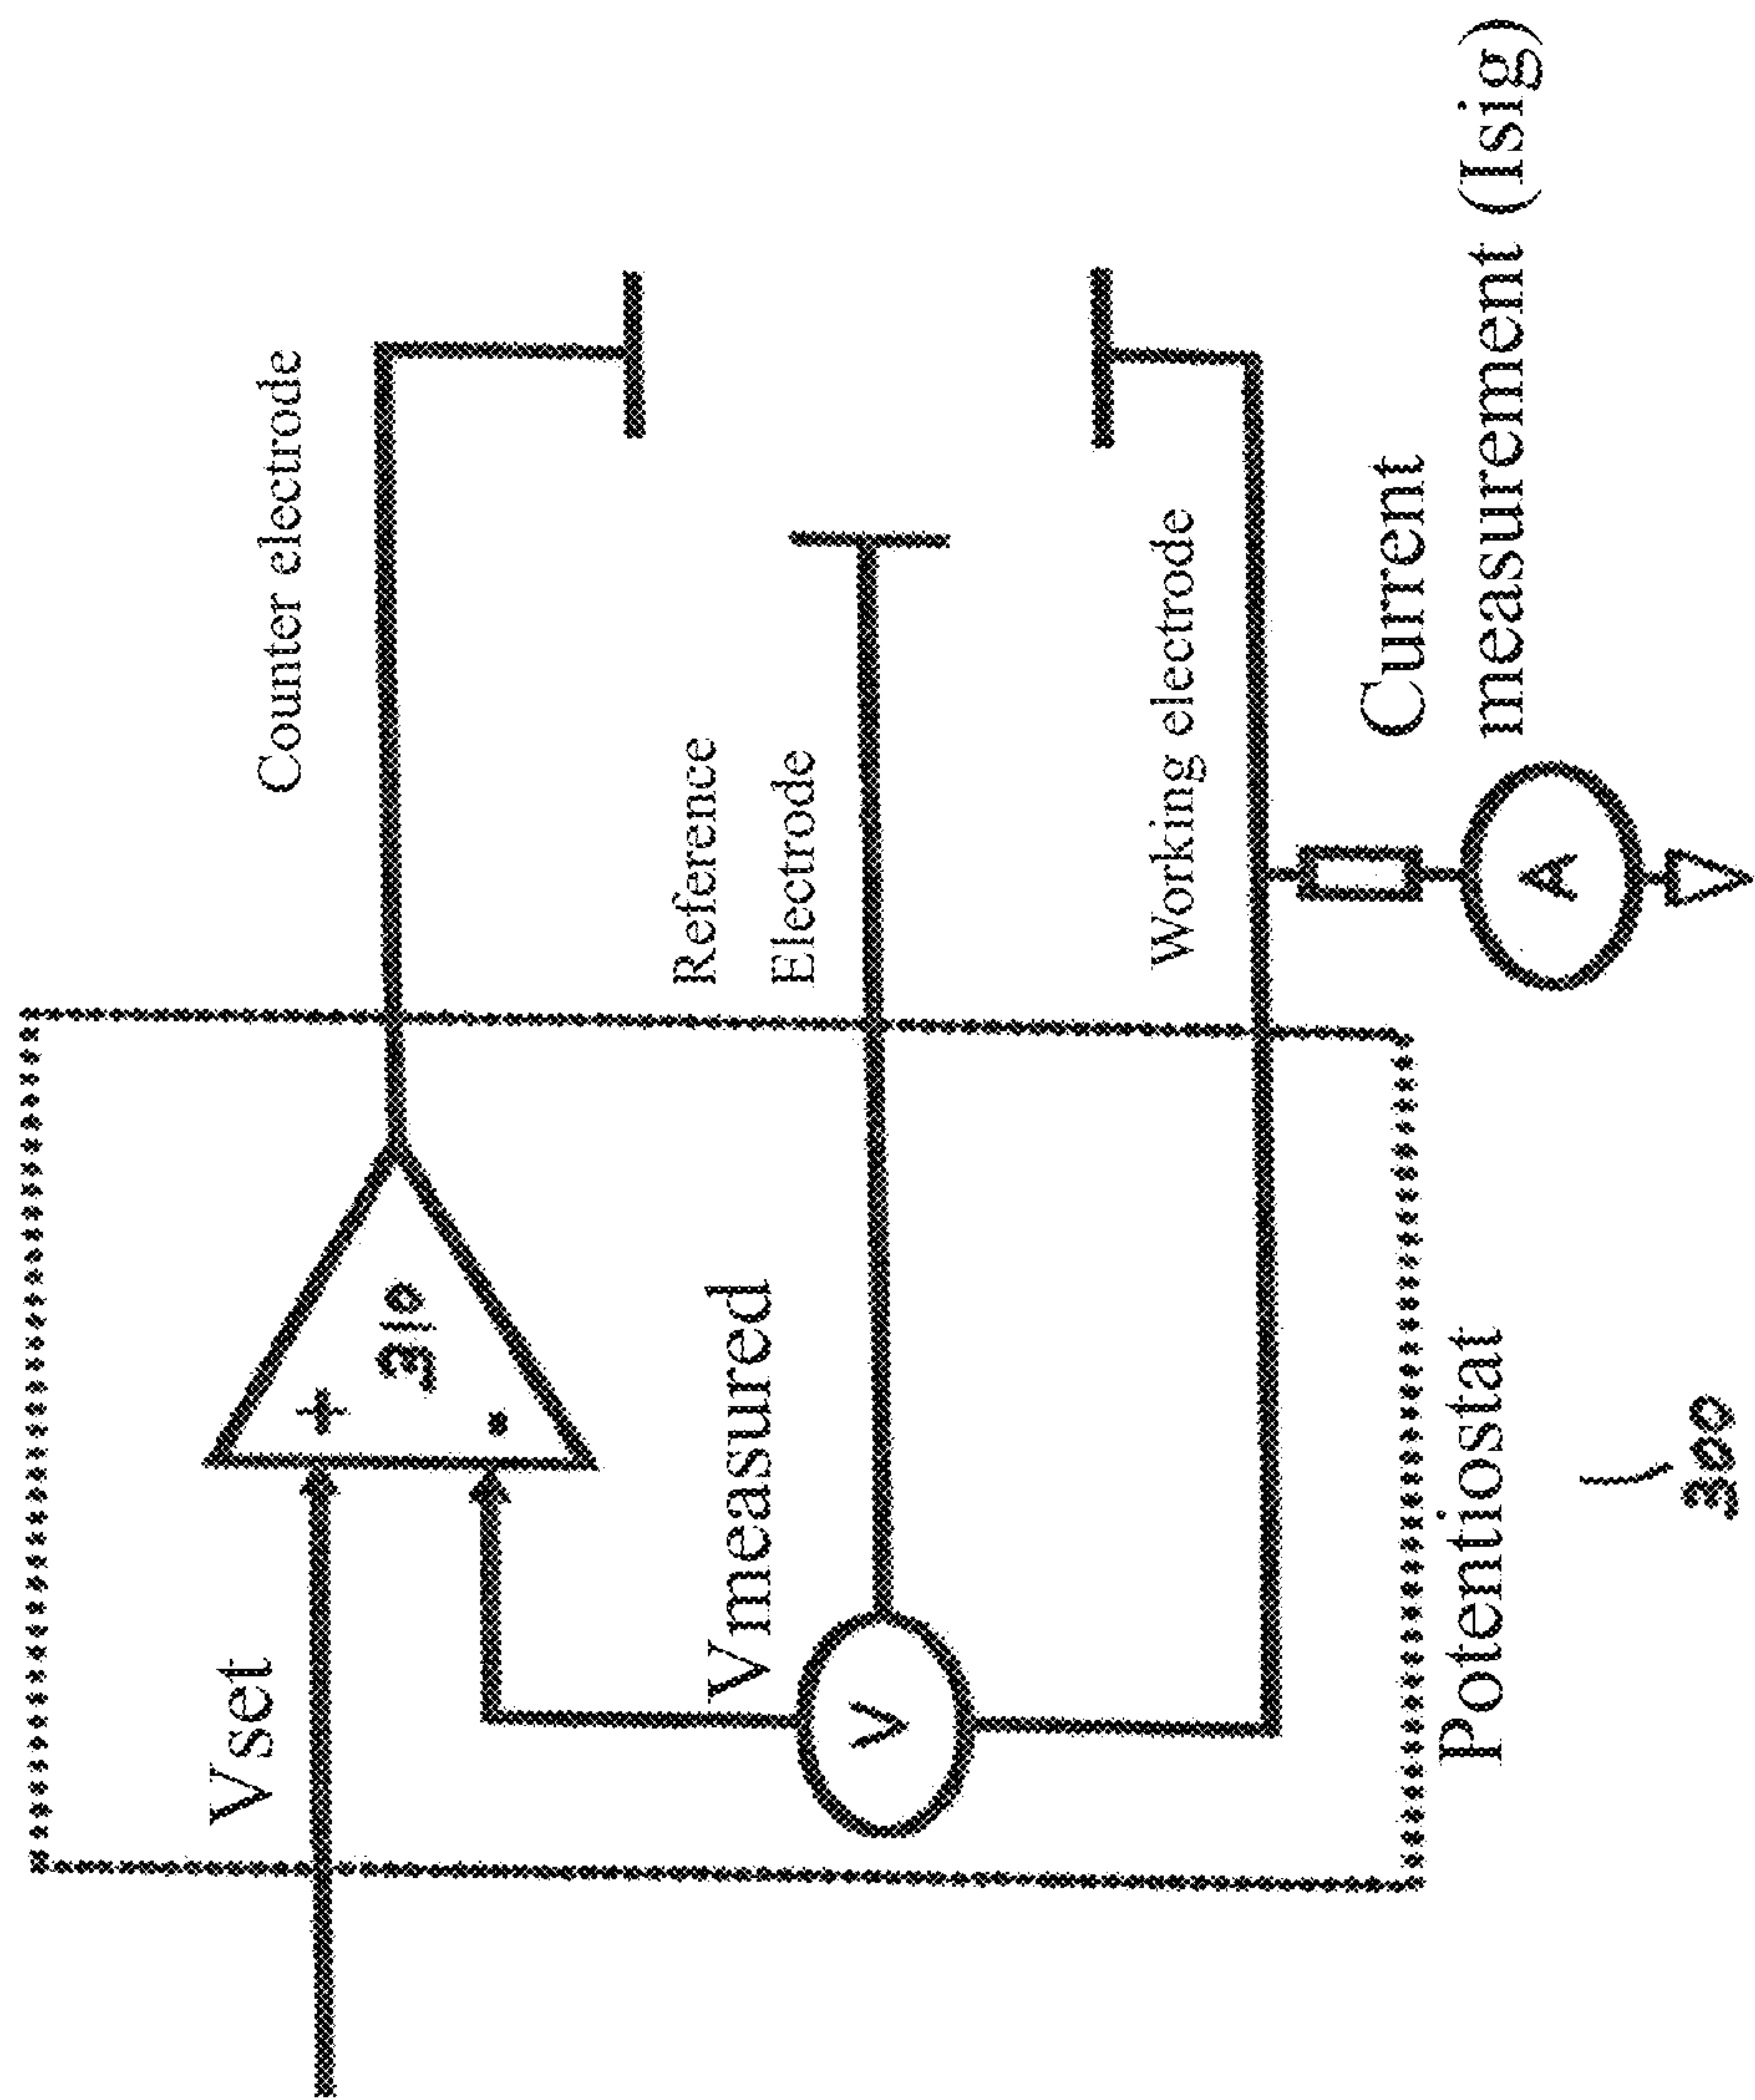 Vset
+
310
-
Counter electrode
Vmeasured
Reference
Electrode
V
Working electrode
Potentiostat
Current
measurement (Isig)
A
300